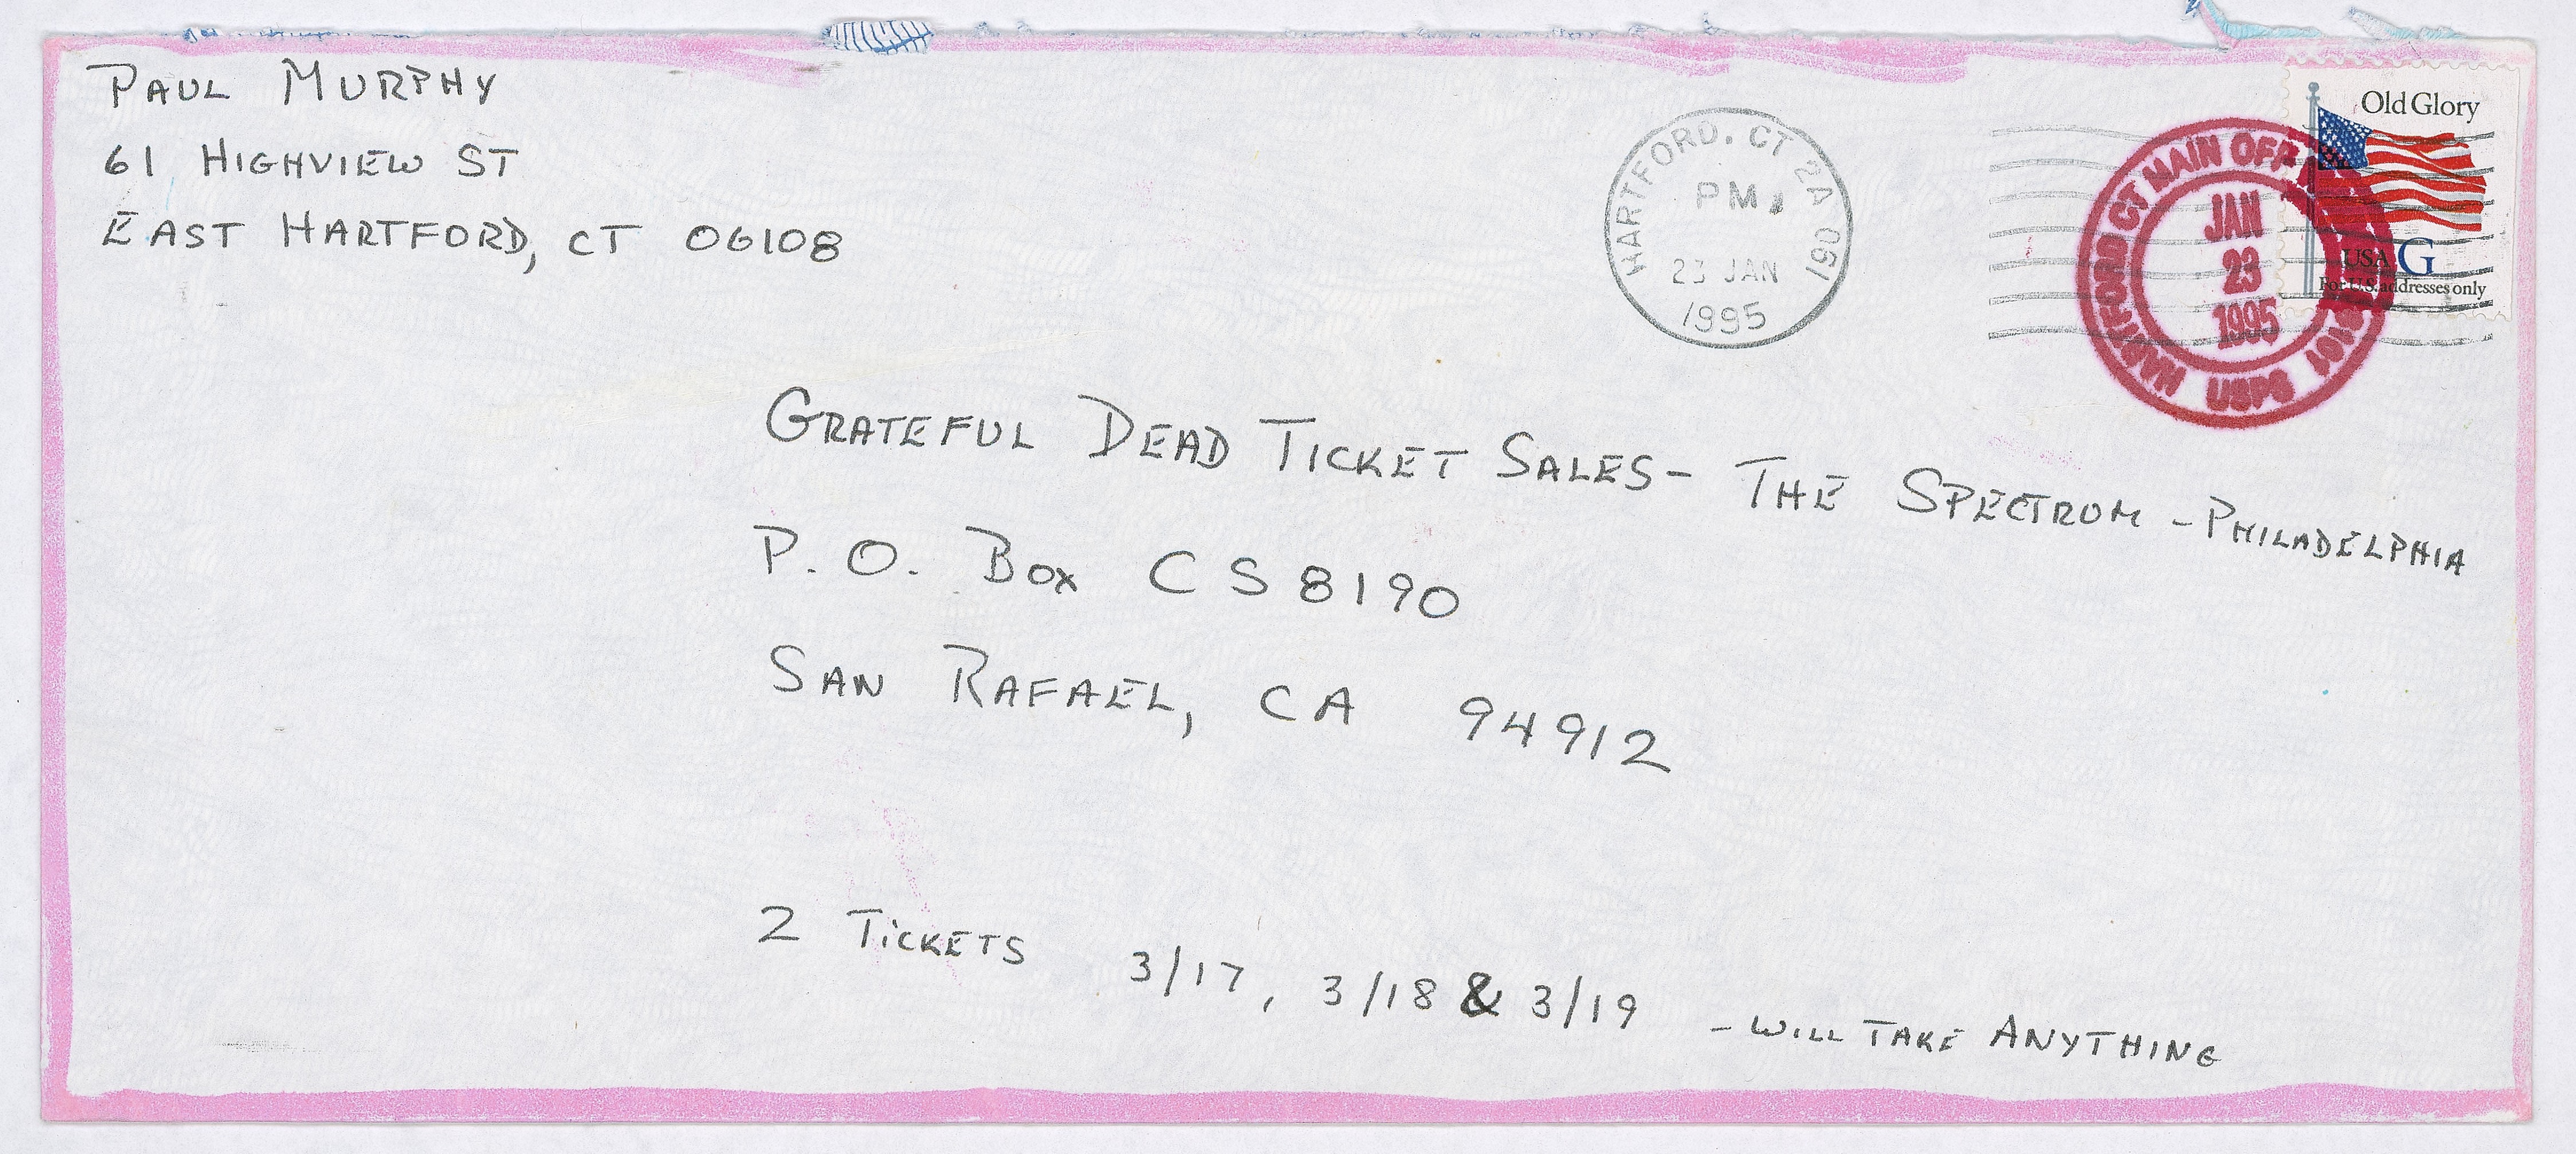 PAUL MURPHY
61 HIGHVIEW ST
EAST HARTFORD, CT 06108
HARTFORD, CT 2A 061
PM
23 JAN
1995
HARTFORD CT MAIN OFF
JAN
23
1995
USPS
Old Glory
USA G
For U.S. addresses only
GRATEFUL DEAD TICKET SALES- THE SPECTRUM -PHILADELPHIA
P. O. BOX CS 8190
SAN RAFAEL, CA 94912
2 TICKETS 3/17, 3/18 & 3/19 -WILL TAKE ANYTHING